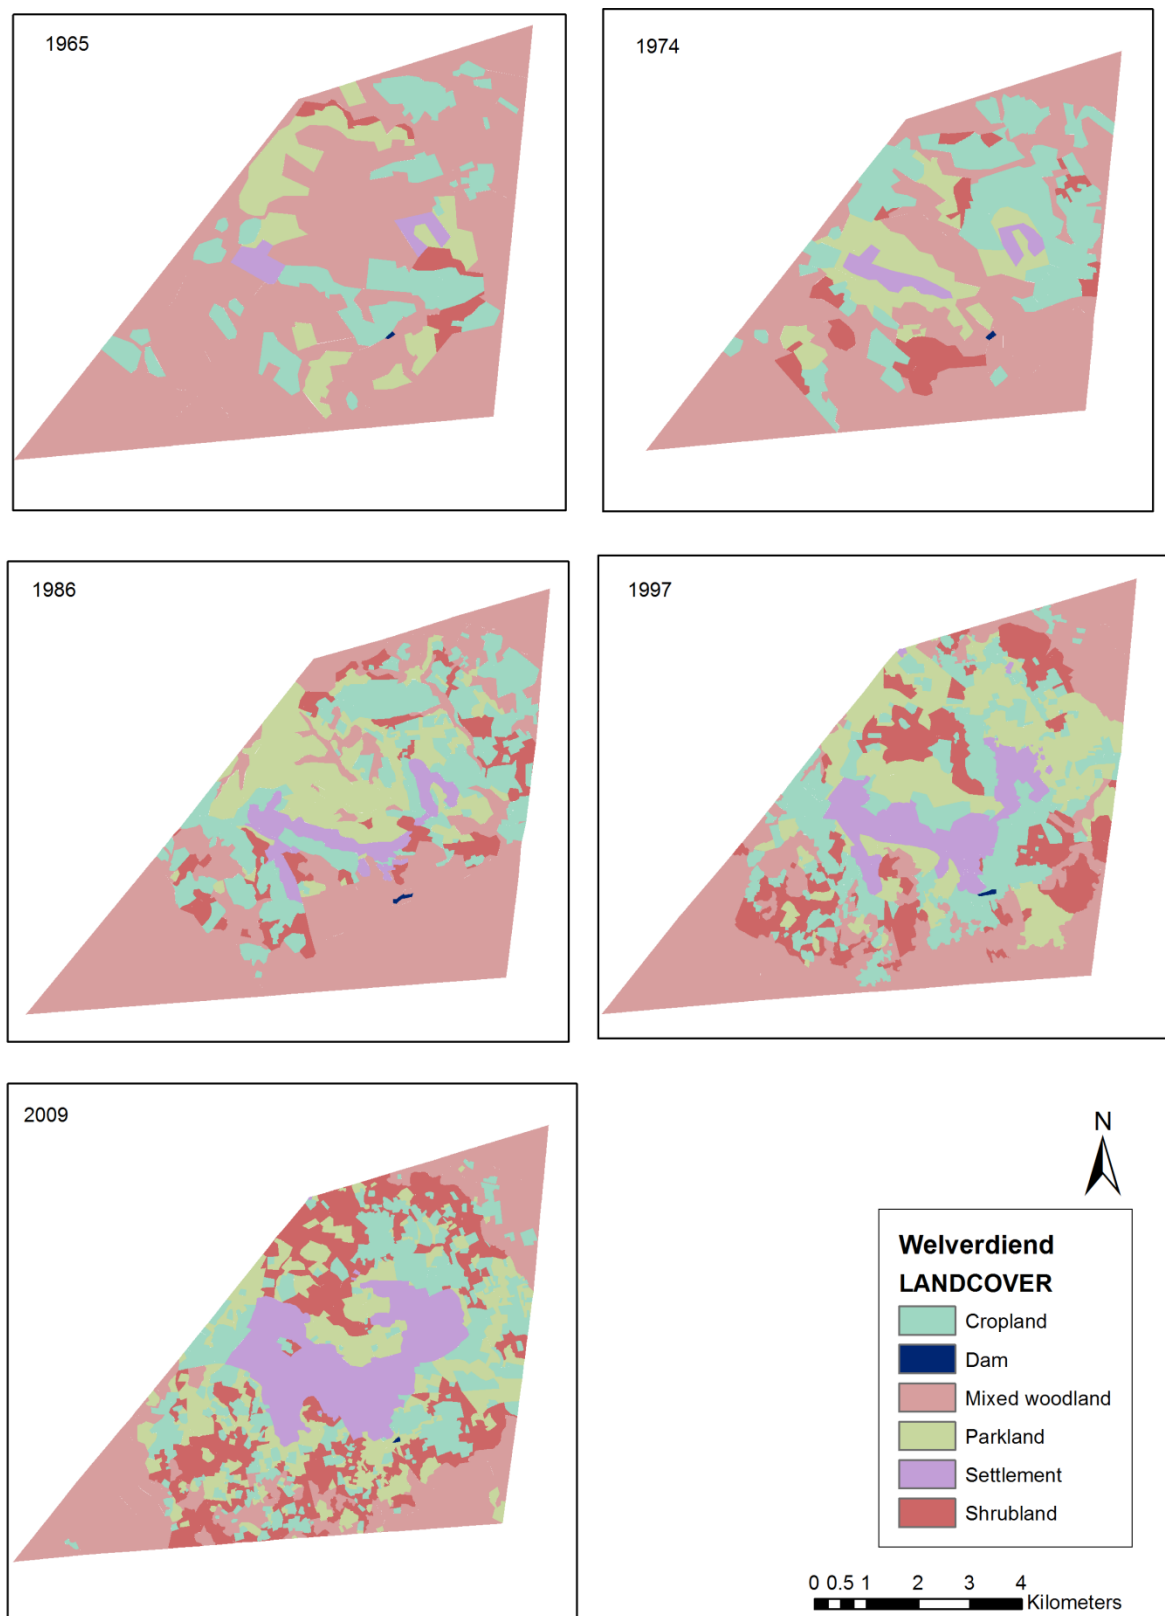 1965
1974
1986
1997
2009
N
Welverdiend
LANDCOVER
Cropland
Dam
Mixed woodland
Parkland
Settlement
Shrubland
0 0.5 1 2 3 4
Kilometers